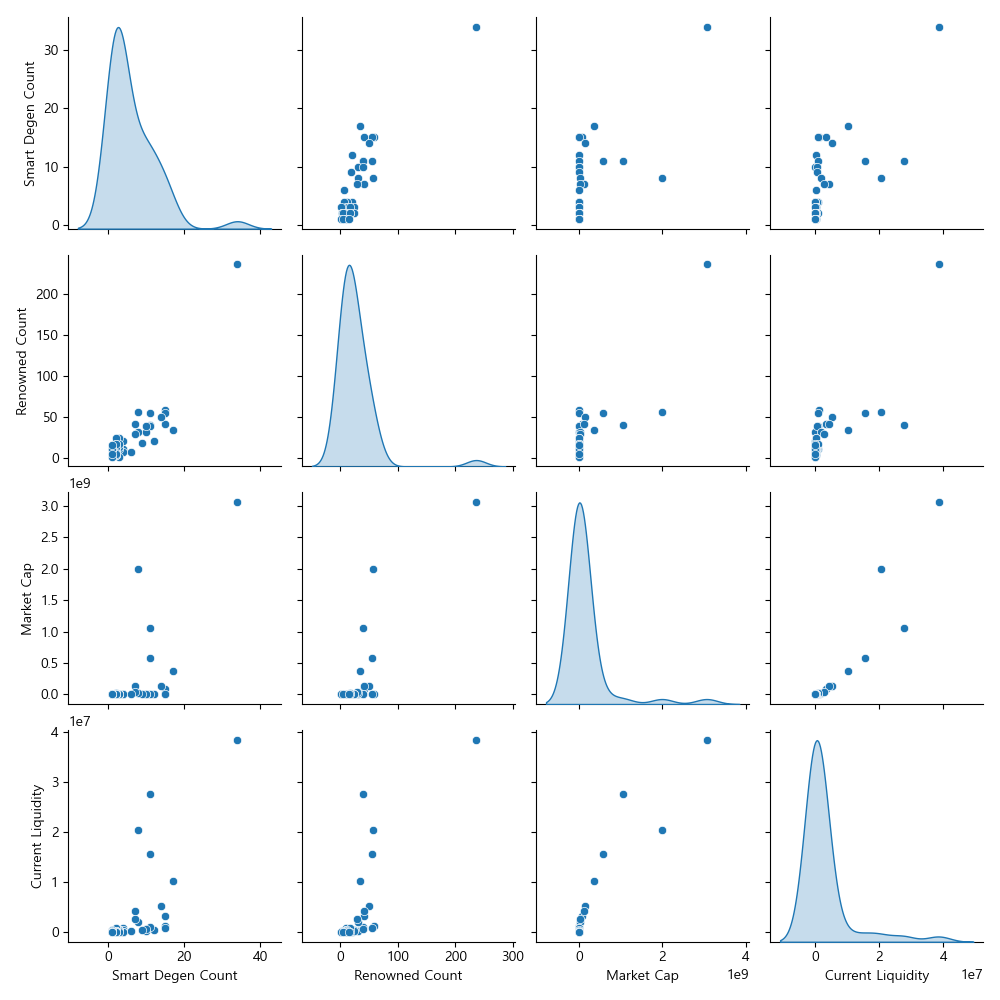 Smart Degen Count
30
20
10
0
Renowned Count
200
150
100
50
0
1e9
Market Cap
3.0
2.5
2.0
1.5
1.0
0.5
0.0
1e7
Current Liquidity
4
3
2
1
0
0 20 40
0 100 200 300
0 2 4
0 2 4
Smart Degen Count
Renowned Count
Market Cap 1e9
Current Liquidity 1e7